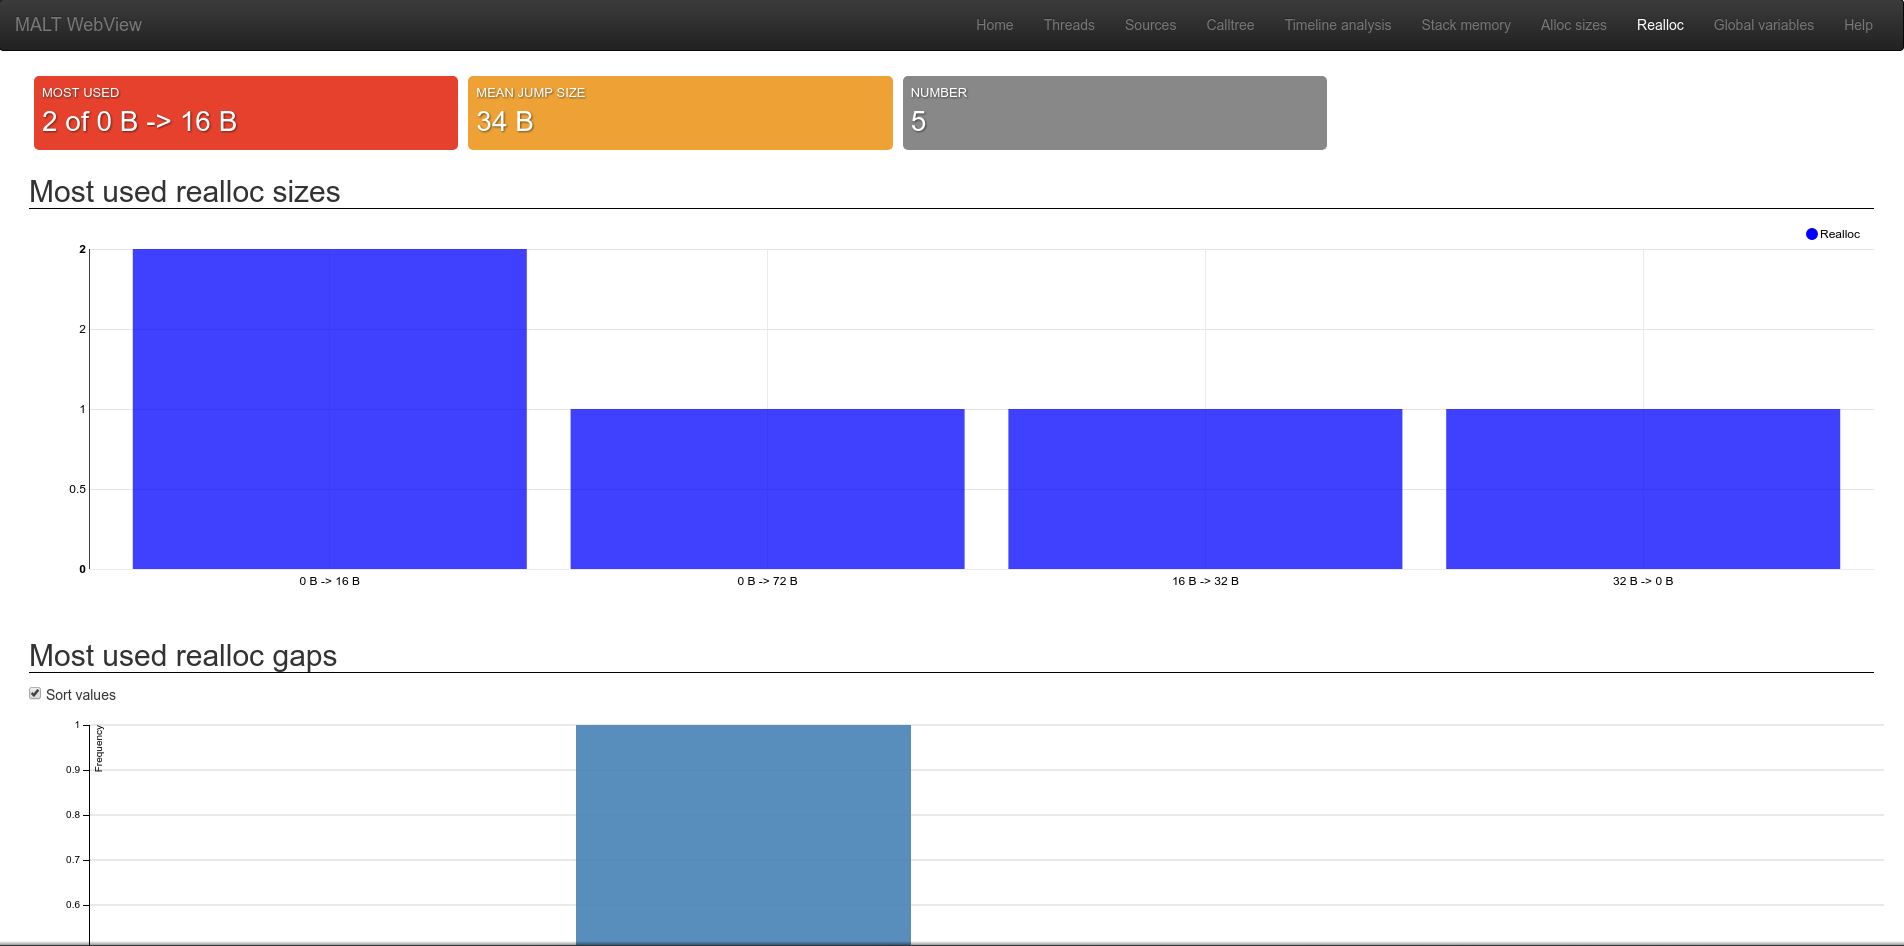 MALT WebView Home Threads Sources Calltree Timeline analysis Stack memory Alloc sizes Realloc Global variables Help
MOST USED
2 of 0 B -> 16 B
MEAN JUMP SIZE
34 B
NUMBER
5
Most used realloc sizes
Realloc
2
2
1
0.5
0
0 B -> 16 B 0 B -> 72 B 16 B -> 32 B 32 B -> 0 B
Most used realloc gaps
Sort values
Frequency
1
0.9
0.8
0.7
0.6